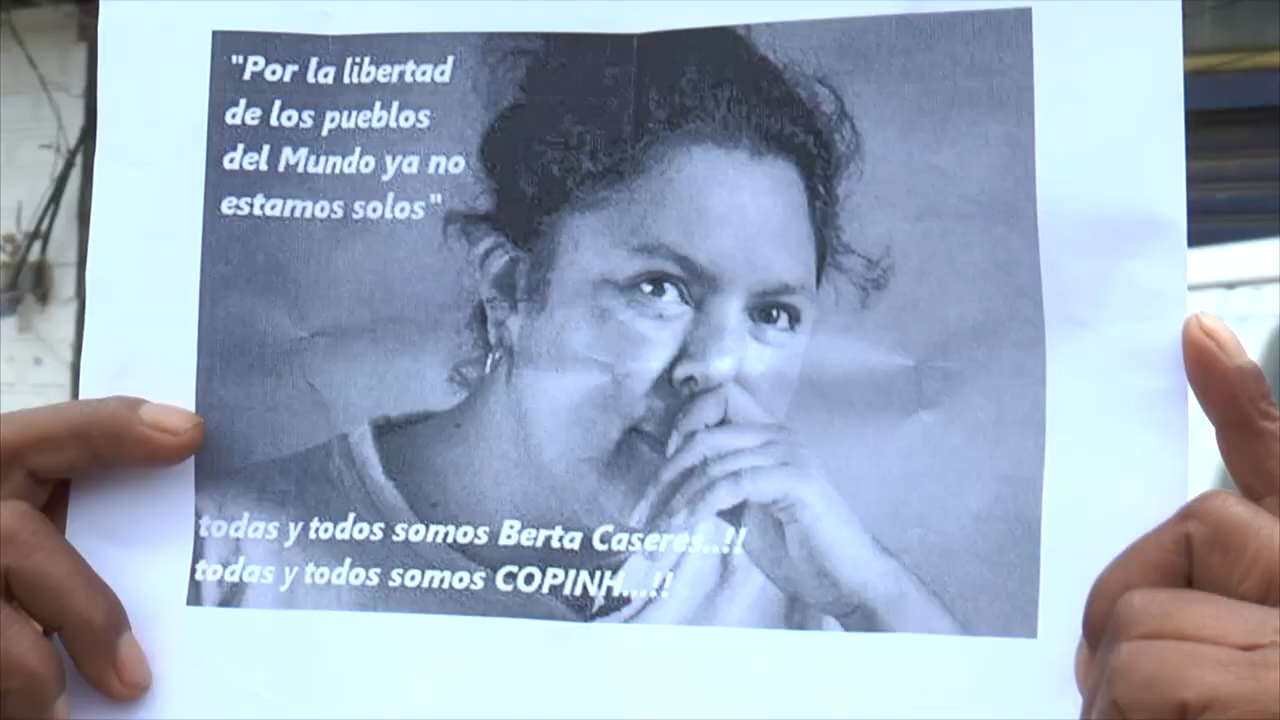 "Por la libertad
de los pueblos
del Mundo ya no
estamos solos"
todas y todos somos Berta Caseres..!!
todas y todos somos COPINH...!!